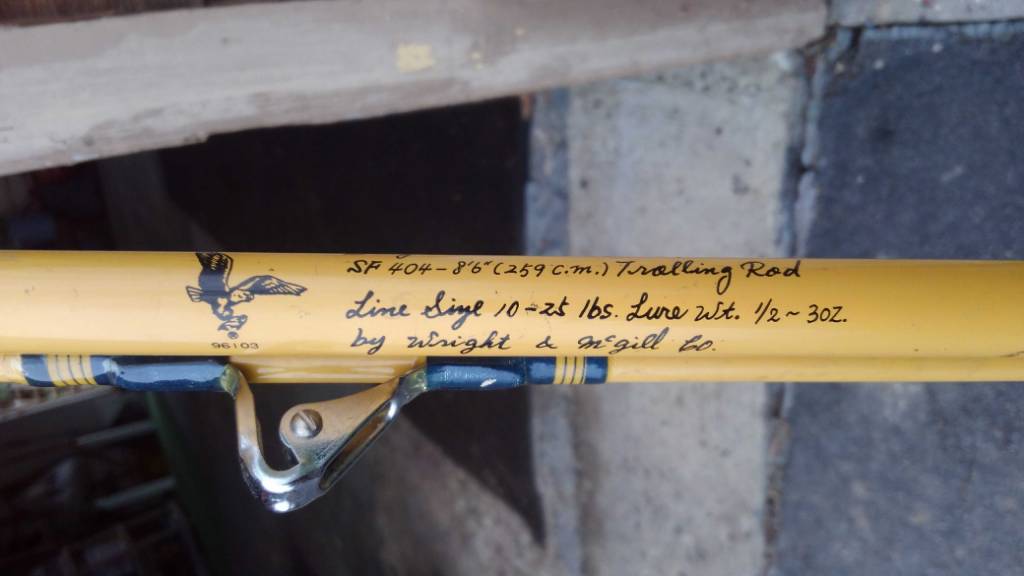 SF 404-8'6" (259 c.m.) Trolling Rod
Line Size 10-25 lbs. Lure Wt. 1/2~3OZ.
by Wright & McGill Co.
®
96103